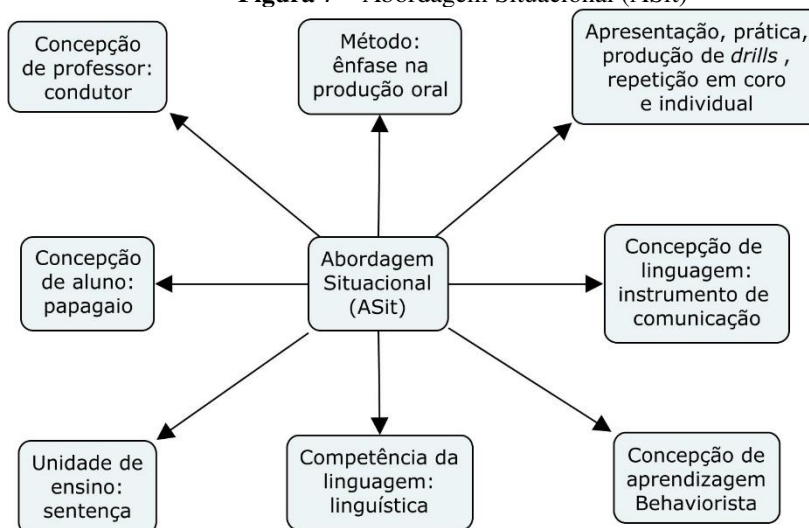 Figura 7 – Abordagem Situacional (ASit)
Concepção
de professor:
condutor
Método:
ênfase na
produção oral
Apresentação, prática,
produção de drills ,
repetição em coro
e individual
Concepção
de aluno:
papagaio
Abordagem
Situacional
(ASit)
Concepção de
linguagem:
instrumento de
comunicação
Unidade de
ensino:
sentença
Competência da
linguagem:
linguística
Concepção de
aprendizagem
Behaviorista